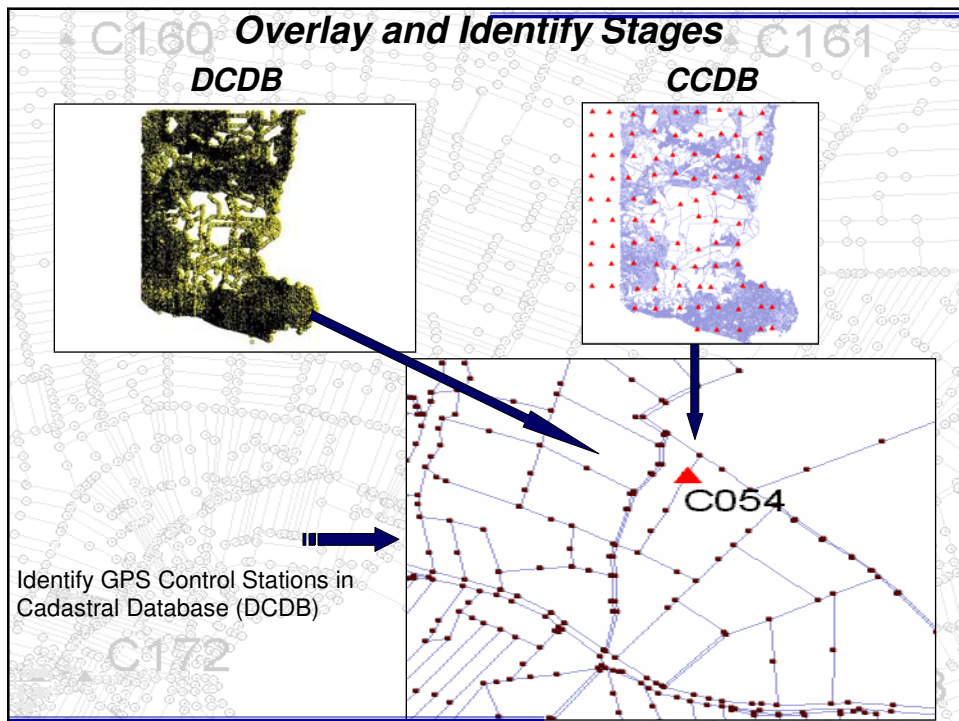 Overlay and Identify Stages
C160
C161
DCDB
CCDB
C054
Identify GPS Control Stations in
Cadastral Database (DCDB)
C172